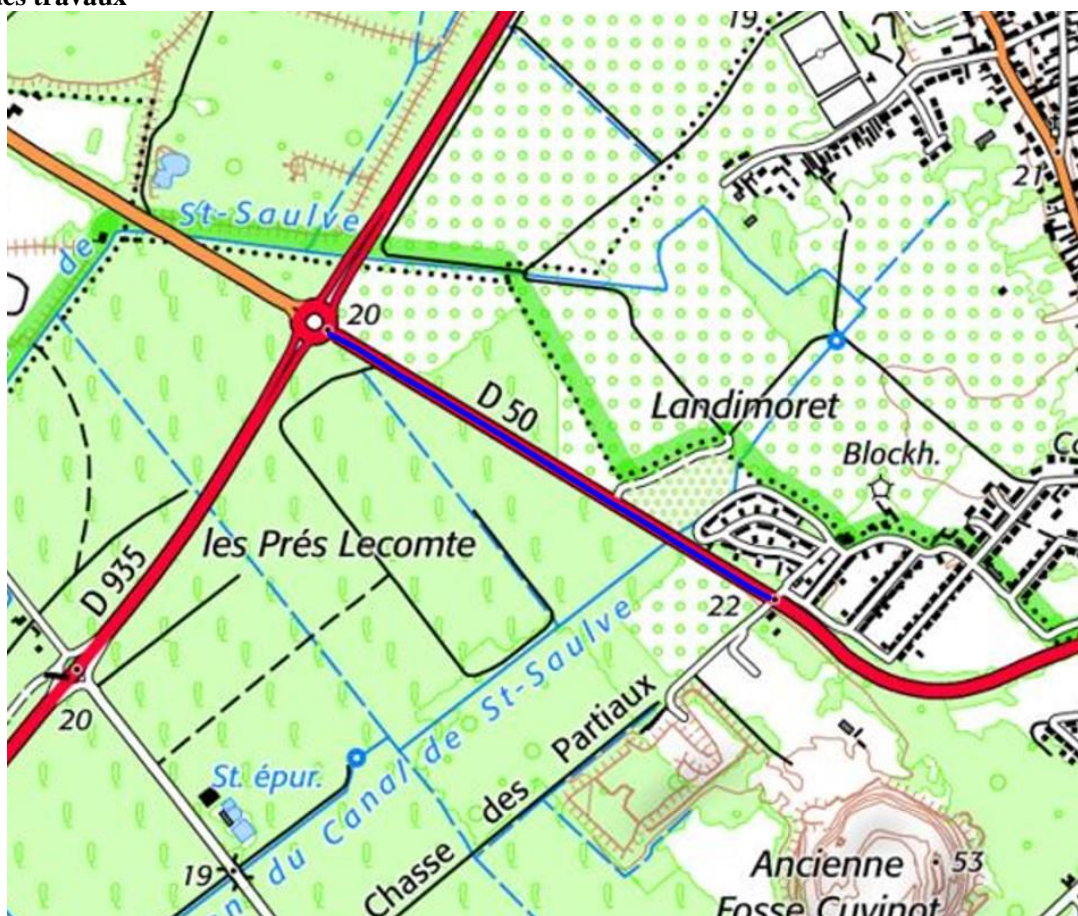 travaux
19
St-Saulve
de
20
21
D 50
Landimoret
Blockh.
D 935
les Prés Lecomte
22
du Canal de St-Saulve
20
Chasse des Partiaux
St. épur.
19
Ancienne
53
Fosse Cuvinot